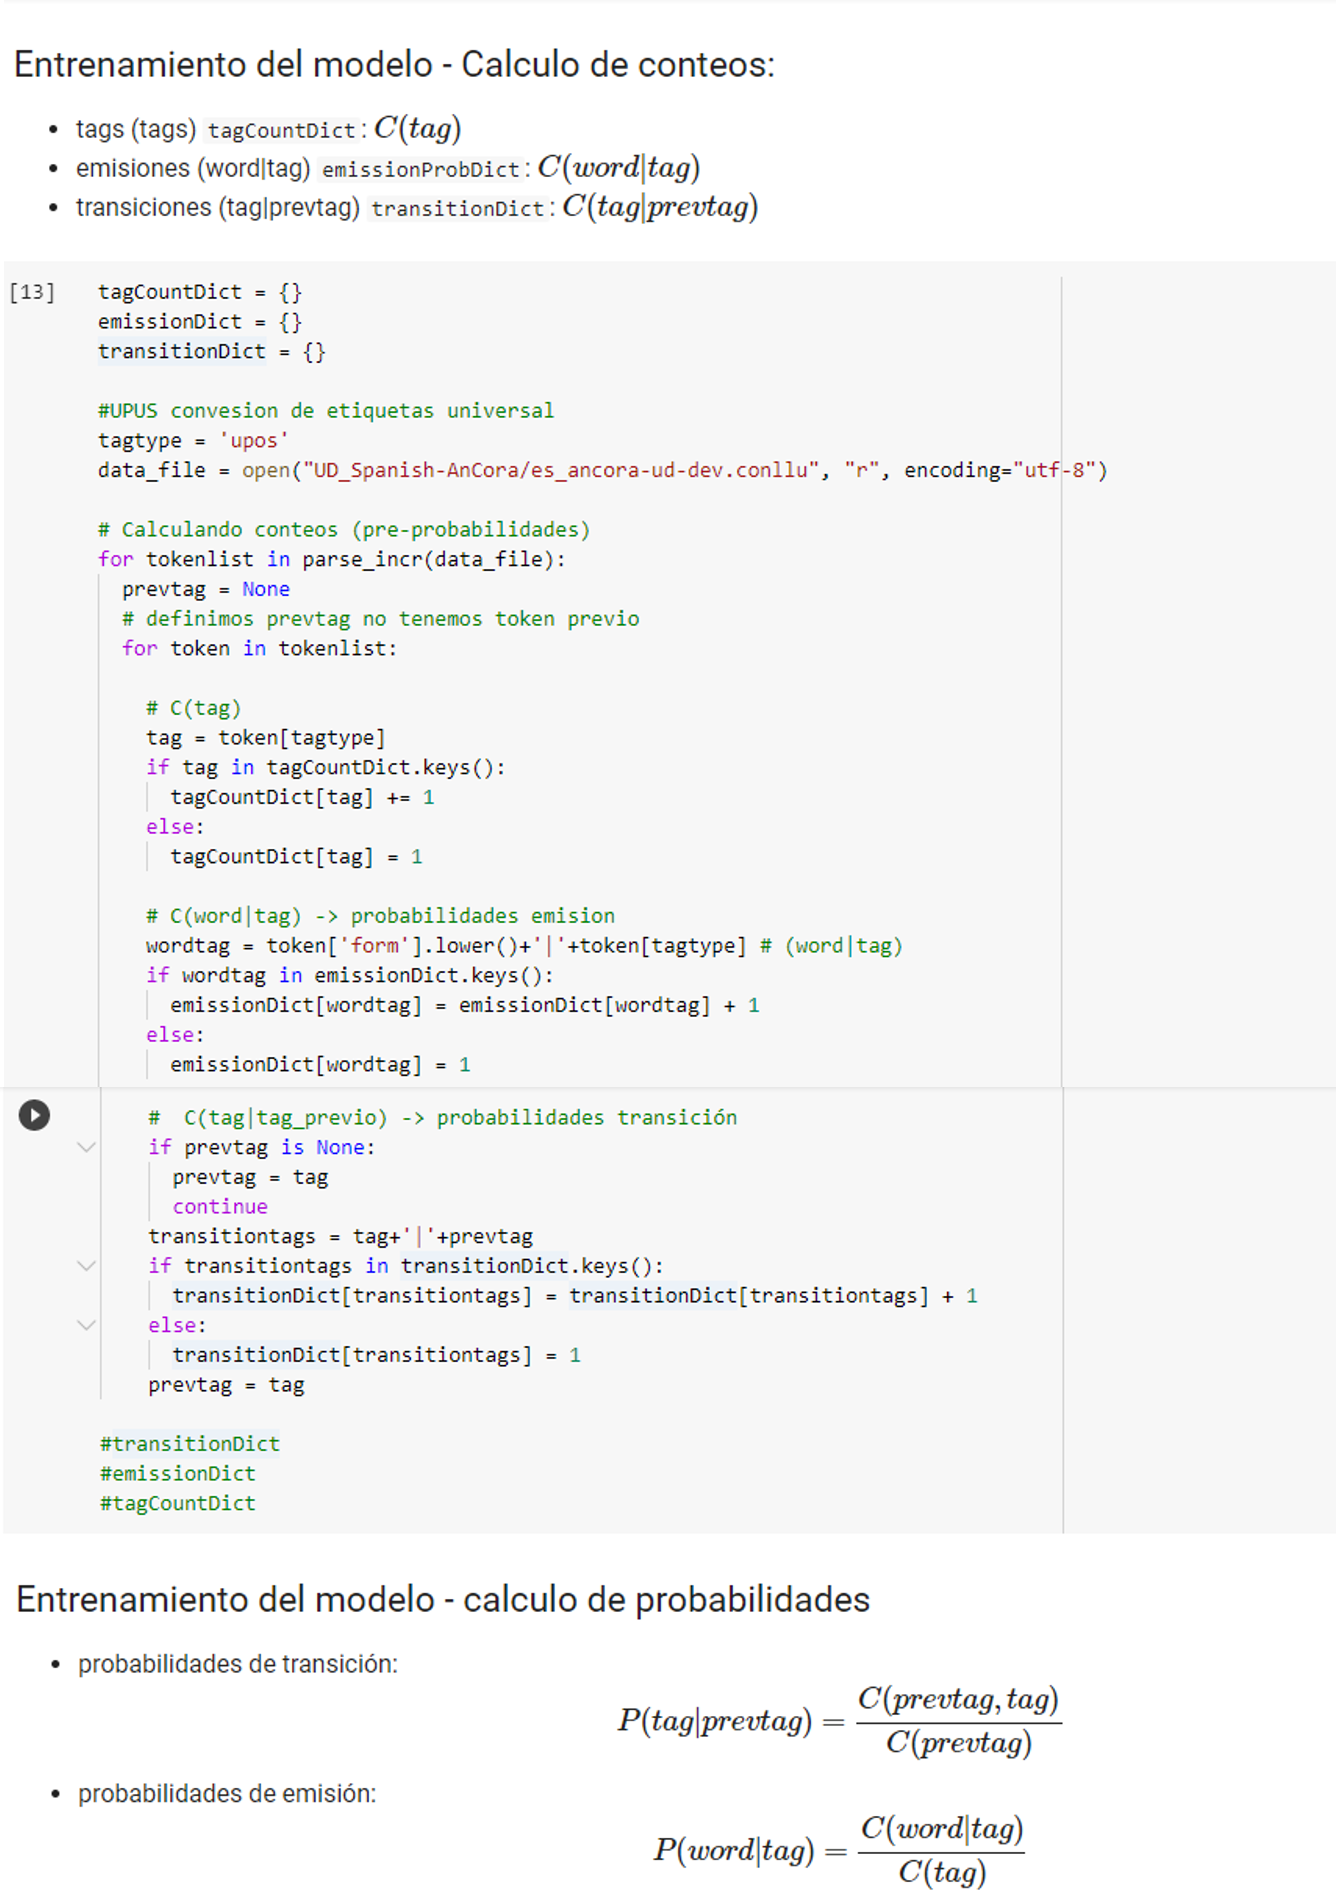 Entrenamiento del modelo - Calculo de conteos:
• tags (tags) tagCountDict: C(tag)
• emisiones (word|tag) emissionProbDict: C(word|tag)
• transiciones (tag|prevtag) transitionDict: C(tag|prevtag)
[13] tagCountDict = {}
emissionDict = {}
transitionDict = {}
#UPUS convesion de etiquetas universal
tagtype = 'upos'
data_file = open("UD_Spanish-AnCora/es_ancora-ud-dev.conllu", "r", encoding="utf-8")
# Calculando conteos (pre-probabilidades)
for tokenlist in parse_incr(data_file):
prevtag = None
# definimos prevtag no tenemos token previo
for token in tokenlist:
# C(tag)
tag = token[tagtype]
if tag in tagCountDict.keys():
tagCountDict[tag] += 1
else:
tagCountDict[tag] = 1
# C(word|tag) -> probabilidades emision
wordtag = token['form'].lower()+'|'+token[tagtype] # (word|tag)
if wordtag in emissionDict.keys():
emissionDict[wordtag] = emissionDict[wordtag] + 1
else:
emissionDict[wordtag] = 1
#  C(tag|tag_previo) -> probabilidades transición
if prevtag is None:
prevtag = tag
continue
transitiontags = tag+'|'+prevtag
if transitiontags in transitionDict.keys():
transitionDict[transitiontags] = transitionDict[transitiontags] + 1
else:
transitionDict[transitiontags] = 1
prevtag = tag
#transitionDict
#emissionDict
#tagCountDict
Entrenamiento del modelo - calculo de probabilidades
• probabilidades de transición:
C(prevtag, tag)
P(tag|prevtag) =
C(prevtag)
• probabilidades de emisión:
C(word|tag)
P(word|tag) =
C(tag)